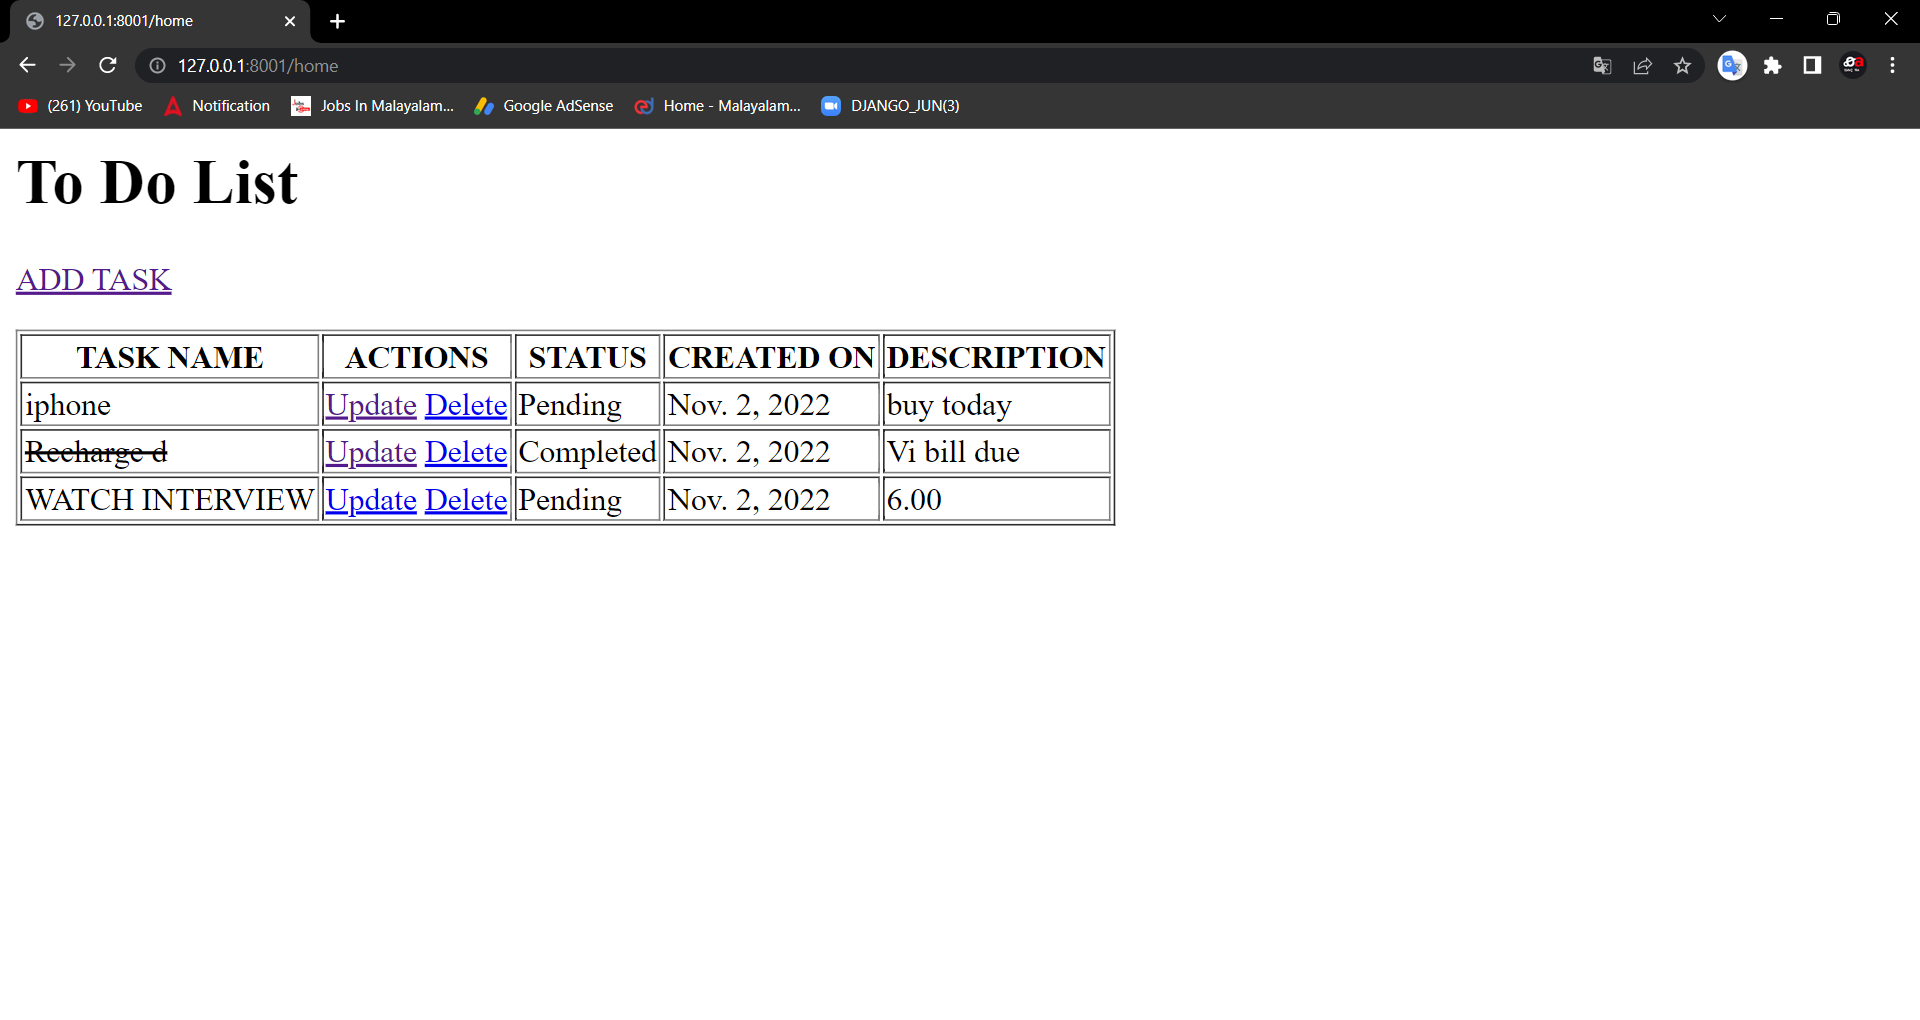 127.0.0.1:8001/home
127.0.0.1:8001/home
(261) YouTube Notification Jobs In Malayalam... Google AdSense Home - Malayalam... DJANGO_JUN(3)
To Do List
ADD TASK
TASK NAME ACTIONS STATUS CREATED ON DESCRIPTION
iphone Update Delete Pending Nov. 2, 2022 buy today
Recharge d Update Delete Completed Nov. 2, 2022 Vi bill due
WATCH INTERVIEW Update Delete Pending Nov. 2, 2022 6.00